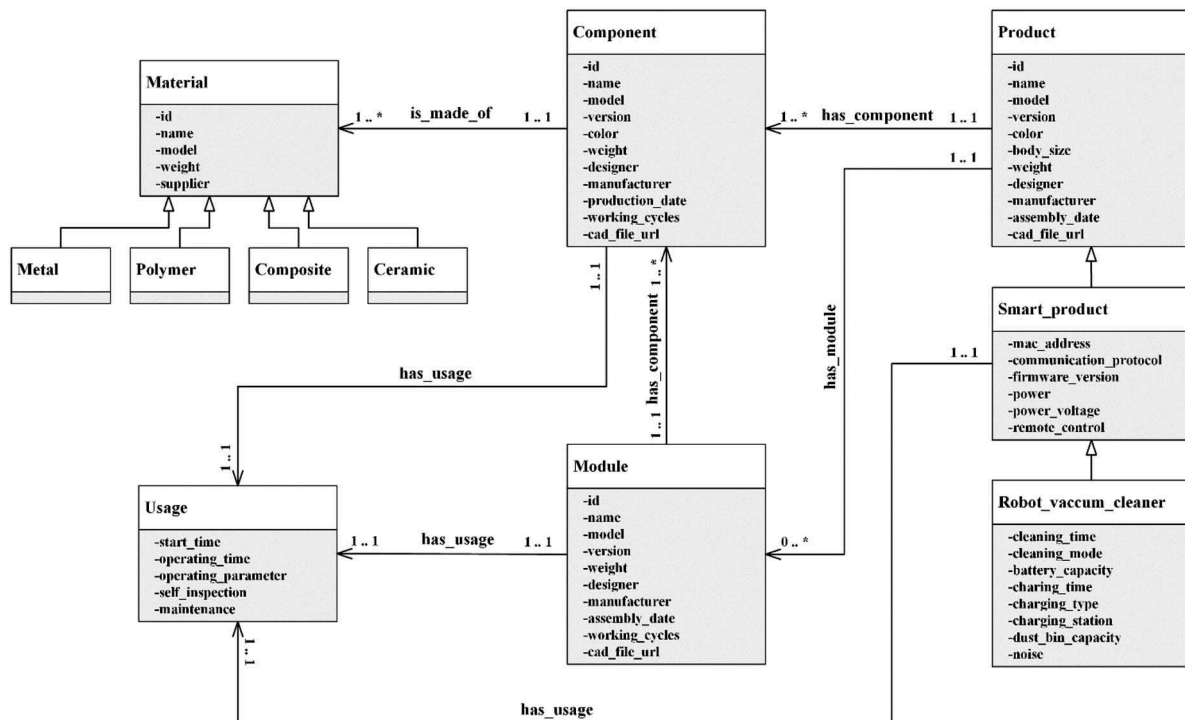 Material
-id
-name
-model
-weight
-supplier
Metal
Polymer
Composite
Ceramic
1 .. *
is_made_of
1 .. 1
Component
-id
-name
-model
-version
-color
-weight
-designer
-manufacturer
-production_date
-working_cycles
-cad_file_url
1 .. *
has_component
1 .. 1
Product
-id
-name
-model
-version
-color
-body_size
-weight
-designer
-manufacturer
-assembly_date
-cad_file_url
1 .. 1
1 .. 1
has_usage
1 .. 1
1 .. *
has_component
1 .. 1
has_module
0 .. *
Smart_product
-mac_address
-communication_protocol
-firmware_version
-power
-power_voltage
-remote_control
1 .. 1
Usage
-start_time
-operating_time
-operating_parameter
-self_inspection
-maintenance
1 .. 1
has_usage
1 .. 1
Module
-id
-name
-model
-version
-weight
-designer
-manufacturer
-assembly_date
-working_cycles
-cad_file_url
Robot_vaccum_cleaner
-cleaning_time
-cleaning_mode
-battery_capacity
-charing_time
-charging_type
-charging_station
-dust_bin_capacity
-noise
1 .. 1
has_usage